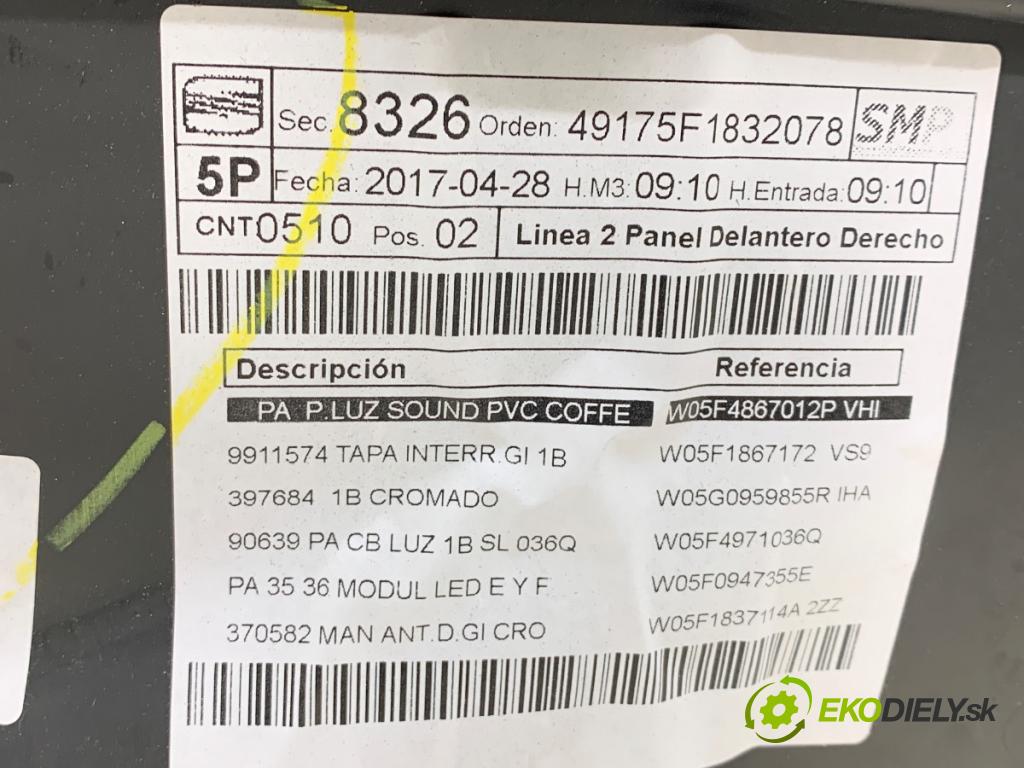 Sec. 8326 Orden: 49175F1832078 SMP
5P Fecha: 2017-04-28 H.M3: 09:10 H.Entrada: 09:10
CNT 0510 Pos. 02 Linea 2 Panel Delantero Derecho
Descripción Referencia
PA P.LUZ SOUND PVC COFFE W05F4867012P VHI
9911574 TAPA INTERR.GI 1B W05F1867172 VS9
397684 1B CROMADO W05G0959855R IHA
90639 PA CB LUZ 1B SL 036Q W05F4971036Q
PA 35 36 MODUL LED E Y F W05F0947355E
370582 MAN ANT.D.GI CRO W05F1837114A 2ZZ
EKODIELY.sk